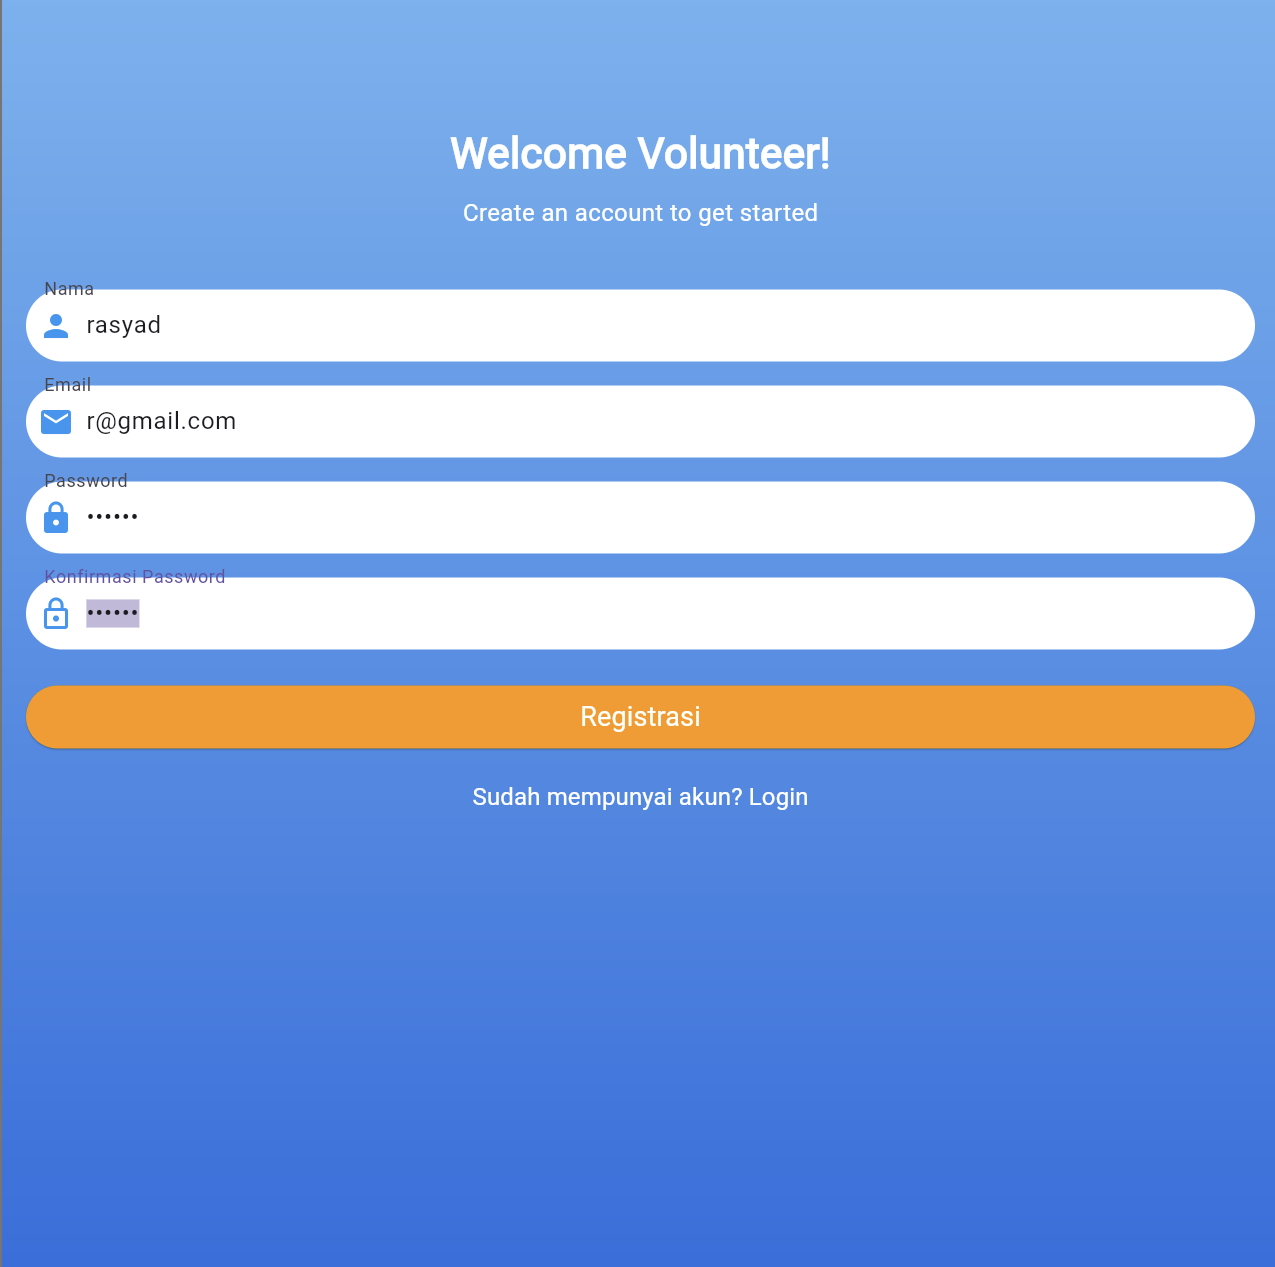 Welcome Volunteer!
Create an account to get started
Nama
rasyad
Email
r@gmail.com
Password
••••••
Konfirmasi Password
••••••
Registrasi
Sudah mempunyai akun? Login